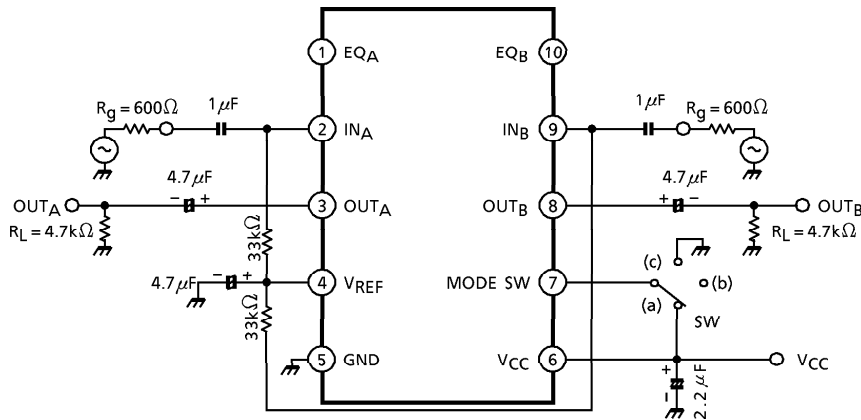 1 EQA EQB 10
Rg = 600Ω 1μF 1μF Rg = 600Ω
2 INA INB 9
4.7μF 4.7μF
OUTA − + 3 OUTA OUTB 8 + − OUTB
RL = 4.7kΩ 33kΩ RL = 4.7kΩ
4.7μF − + 4 VREF MODE SW 7 (c) (b)
33kΩ (a) SW
5 GND VCC 6 VCC
+ − 2.2μF